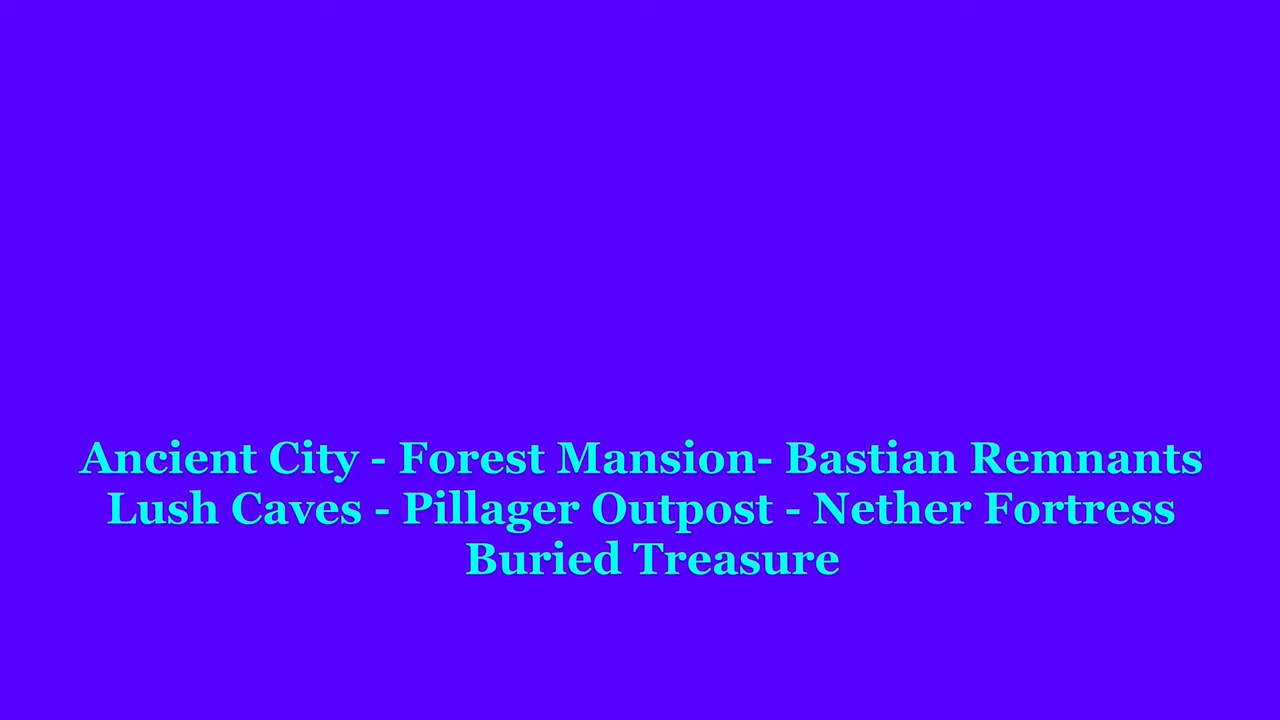 Ancient City - Forest Mansion- Bastian Remnants
Lush Caves - Pillager Outpost - Nether Fortress
Buried Treasure